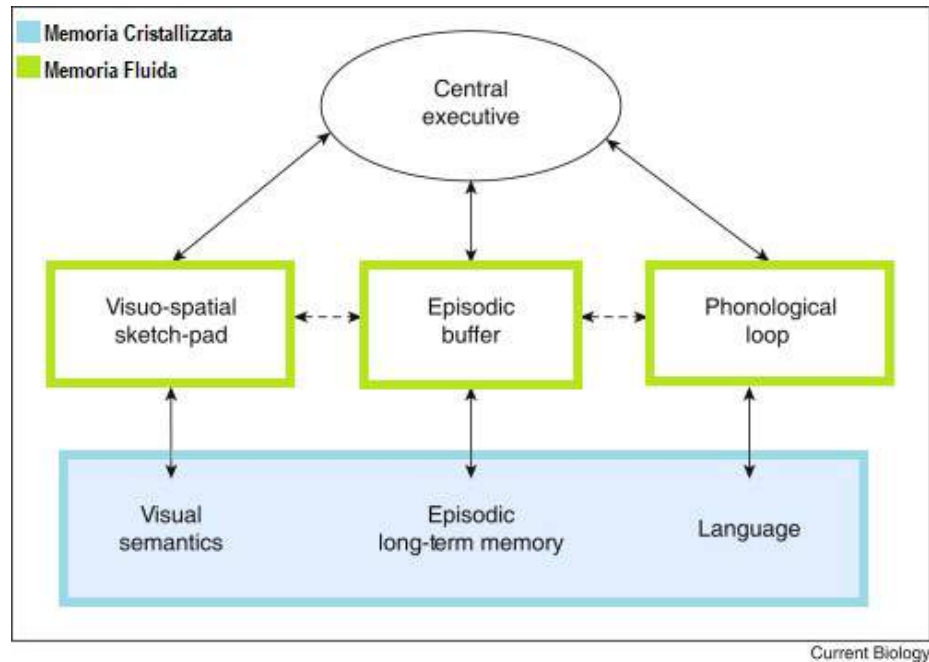 Memoria Cristallizzata
Memoria Fluida
Central
executive
Visuo-spatial
sketch-pad
Episodic
buffer
Phonological
loop
Visual
semantics
Episodic
long-term memory
Language
Current Biology